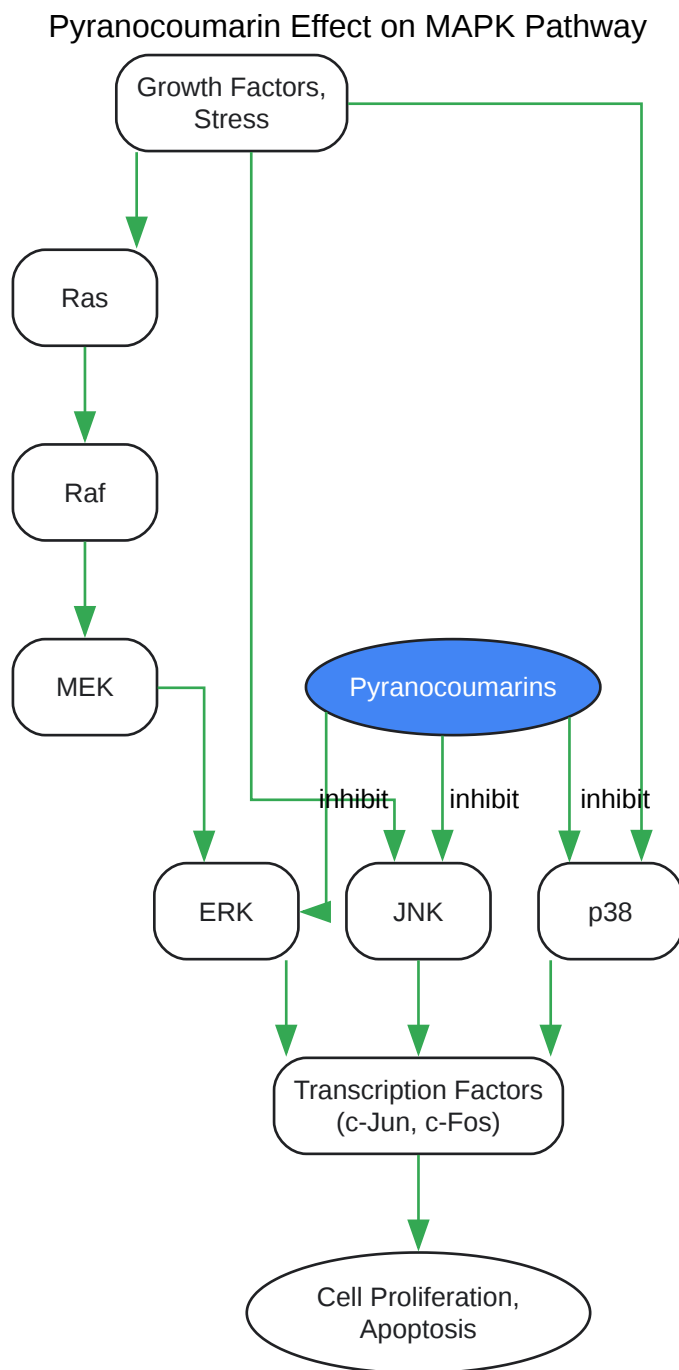 Pyranocoumarin Effect on MAPK Pathway
Growth Factors,
Stress
Ras
Raf
MEK
Pyranocoumarins
inhibit
inhibit
inhibit
ERK
JNK
p38
Transcription Factors
(c-Jun, c-Fos)
Cell Proliferation,
Apoptosis